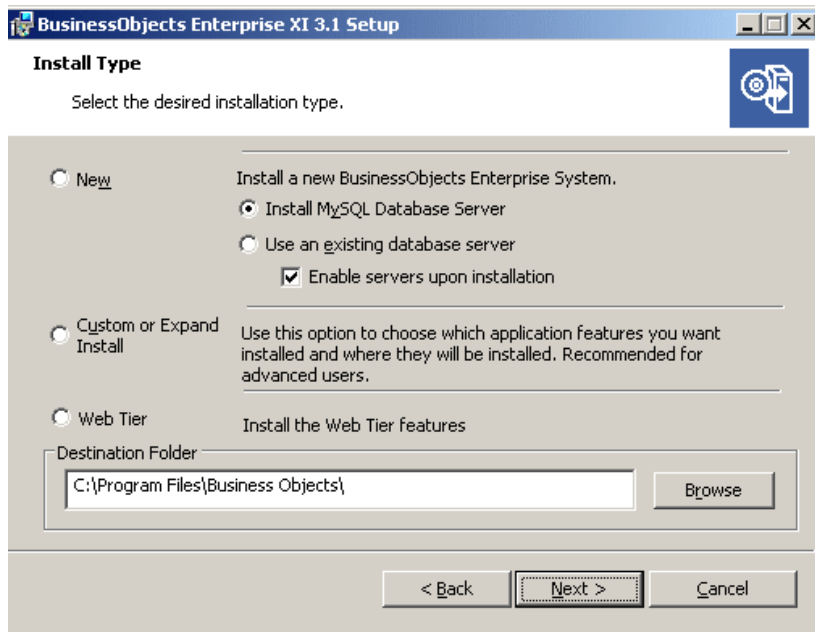 BusinessObjects Enterprise XI 3.1 Setup
Install Type
Select the desired installation type.
New
Install a new BusinessObjects Enterprise System.
Install MySQL Database Server
Use an existing database server
Enable servers upon installation
Custom or Expand
Install
Use this option to choose which application features you want
installed and where they will be installed. Recommended for
advanced users.
Web Tier
Install the Web Tier features
Destination Folder
C:\Program Files\Business Objects\
Browse
< Back
Next >
Cancel